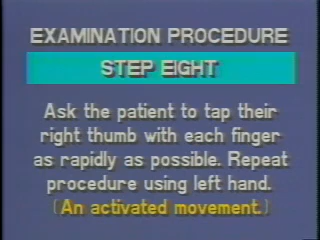 EXAMINATION PROCEDURE
STEP EIGHT
Ask the patient to tap their
right thumb with each finger
as rapidly as possible. Repeat
procedure using left hand.
(An activated movement.)